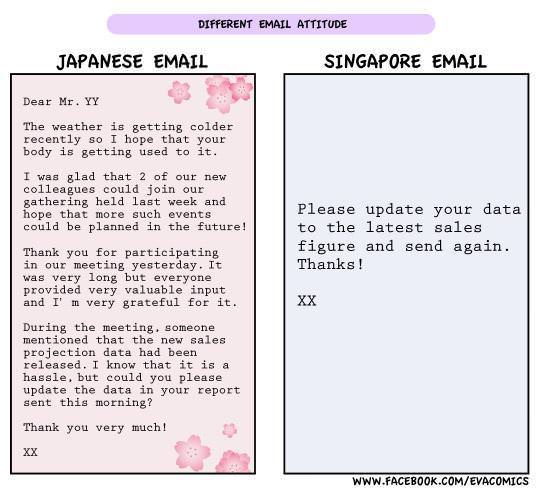 DIFFERENT EMAIL ATTITUDE
JAPANESE EMAIL
Dear Mr. YY
The weather is getting colder
recently so I hope that your
body is getting used to it.
I was glad that 2 of our new
colleagues could join our
gathering held last week and
hope that more such events
could be planned in the future!
Thank you for participating
in our meeting yesterday. It
was very long but everyone
provided very valuable input
and I' m very grateful for it.
During the meeting, someone
mentioned that the new sales
projection data had been
released. I know that it is a
hassle, but could you please
update the data in your report
sent this morning?
Thank you very much!
XX
SINGAPORE EMAIL
Please update your data
to the latest sales
figure and send again.
Thanks!
XX
WWW.FACEBOOK.COM/EVACOMICS